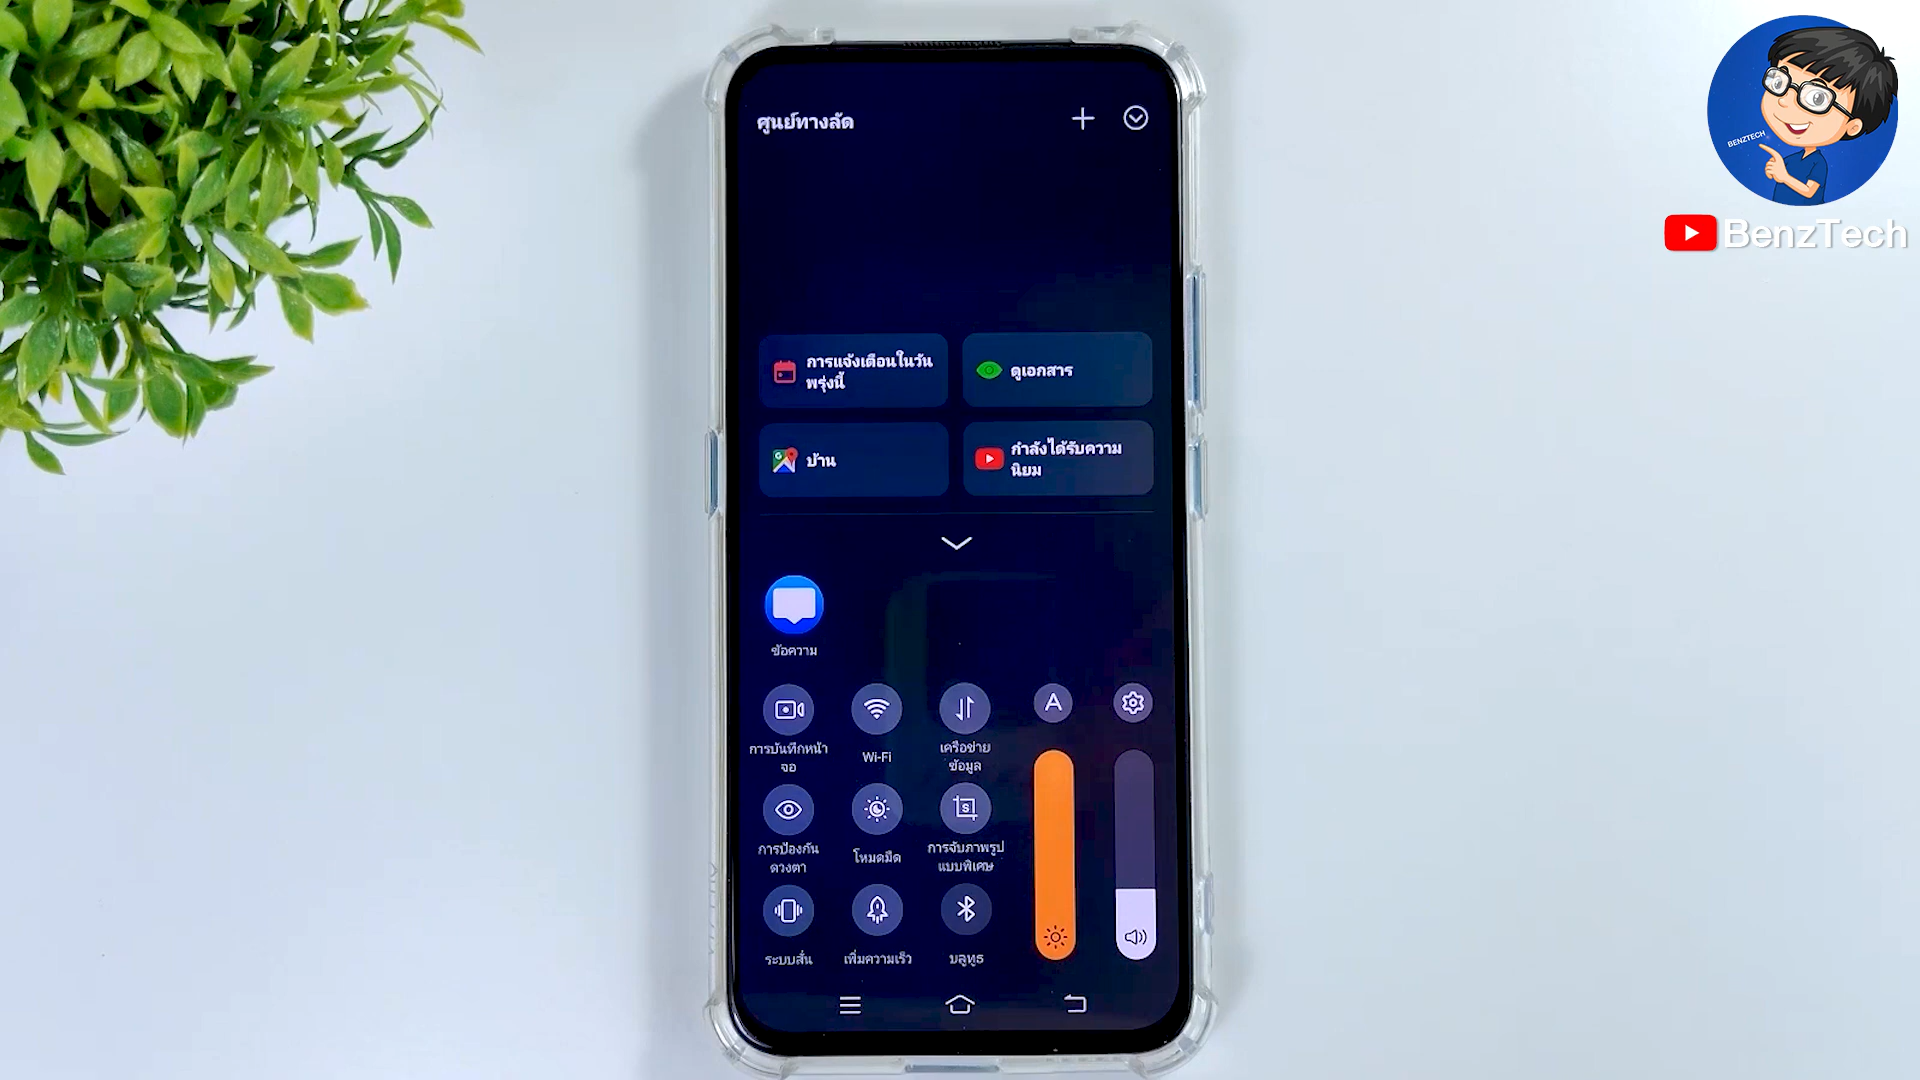 ศูนย์ทางลัด
การแจ้งเตือนในวัน
พรุ่งนี้
ดูเอกสาร
บ้าน
กำลังได้รับความ
นิยม
ข้อความ
การบันทึกหน้า
จอ
Wi-Fi
เครือข่าย
ข้อมูล
A
การป้องกัน
ดวงตา
โหมดมืด
S
การจับภาพรูป
แบบพิเศษ
ระบบสั่น
เพิ่มความเร็ว
บลูทูธ
BENZTECH
BenzTech